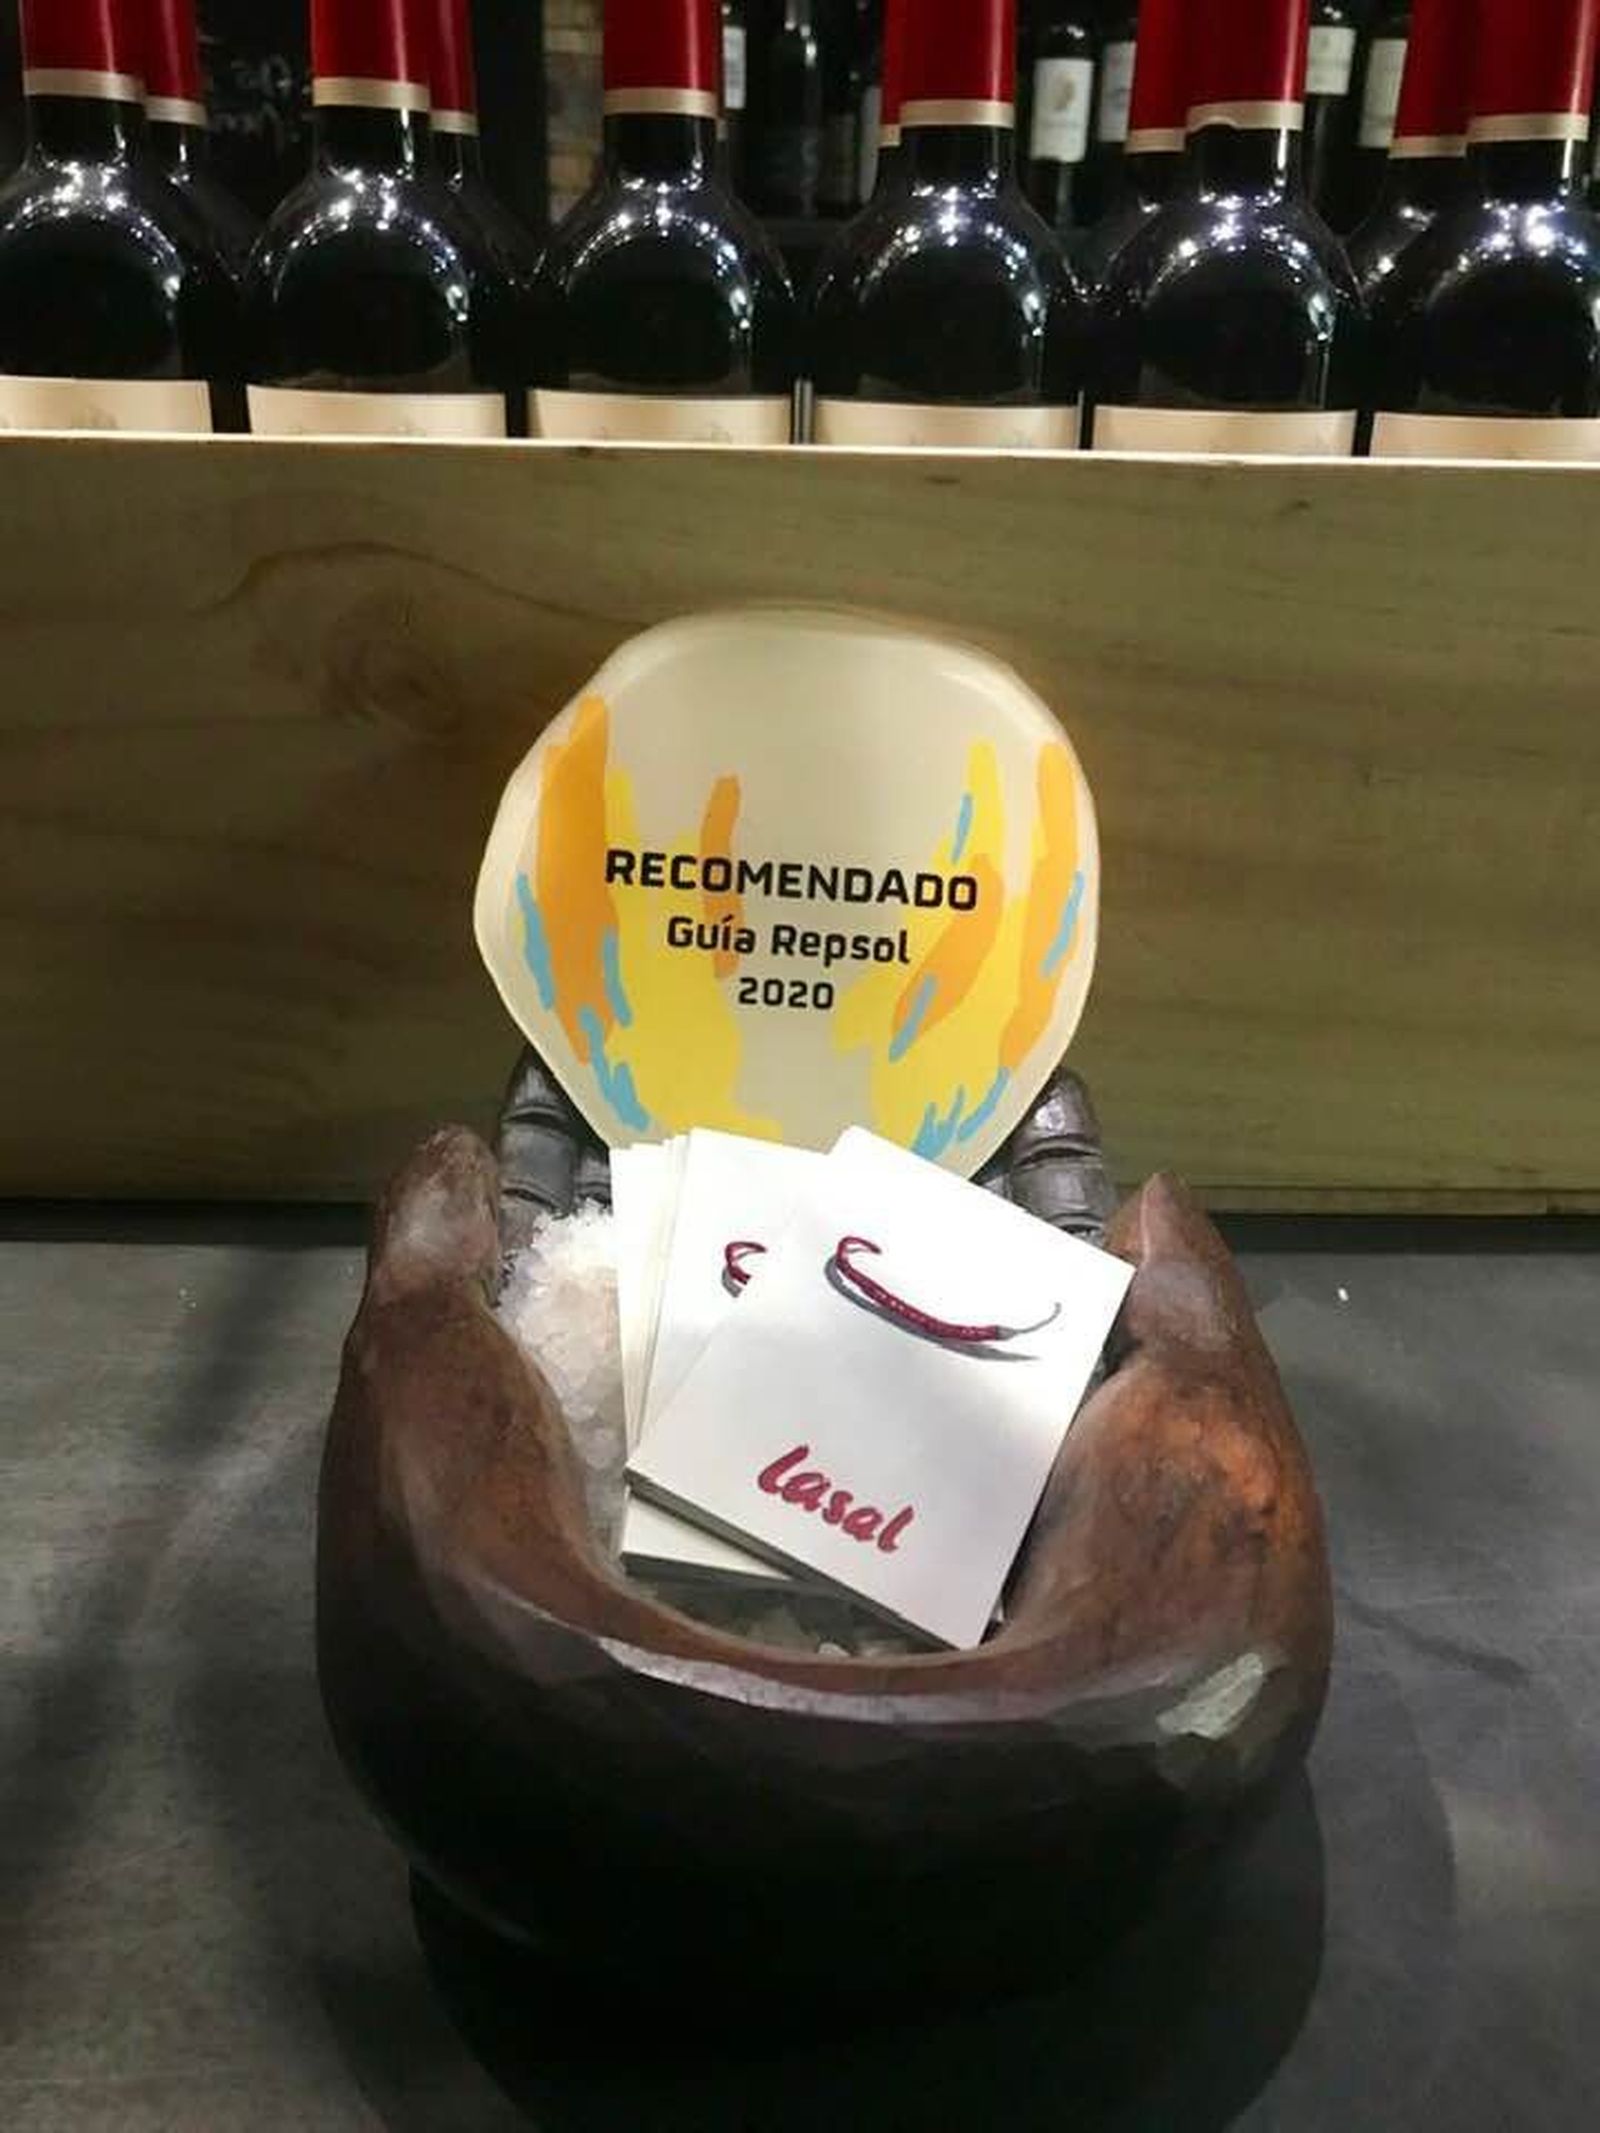 RECOMENDADO
Guía Repsol
2020
Lasal